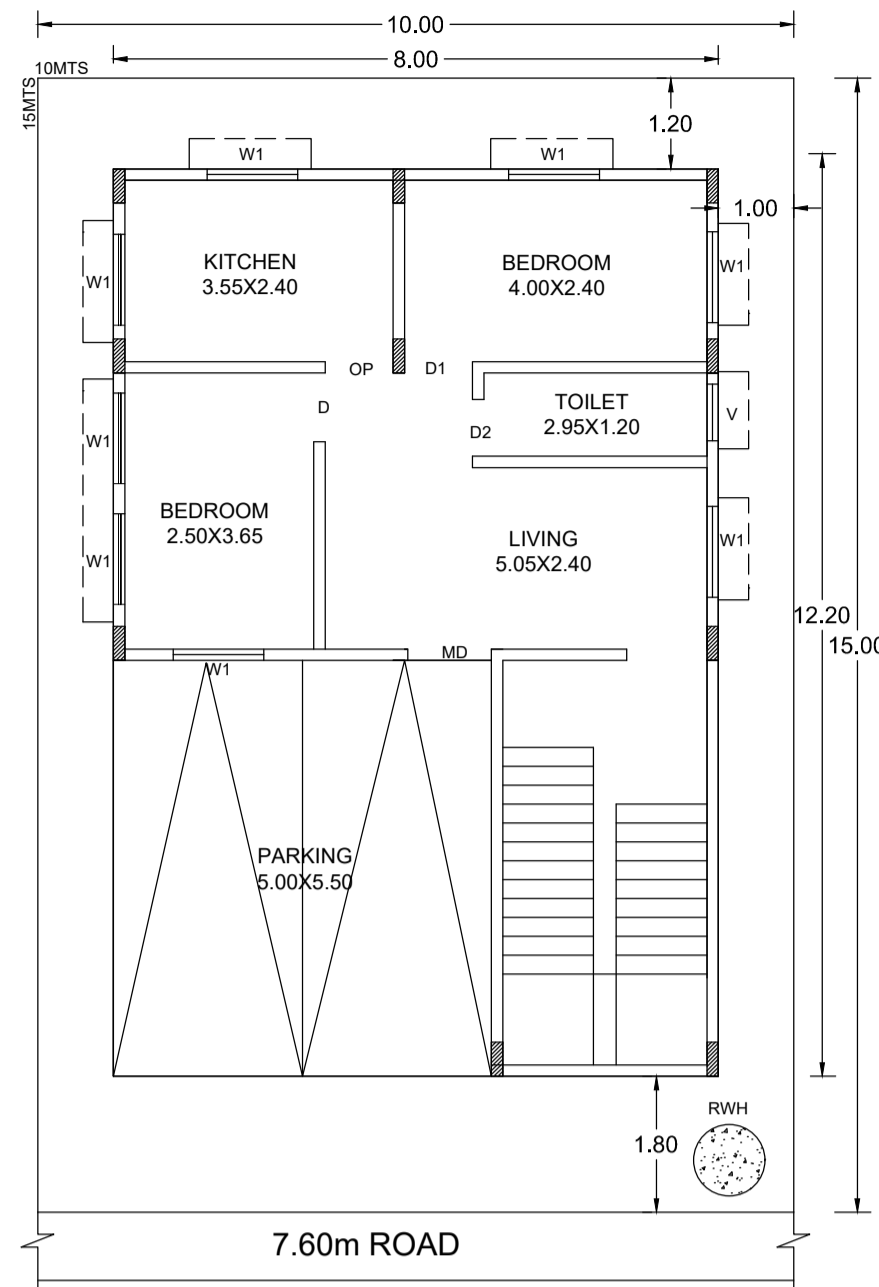 10.00
8.00
10MTS
15MTS
1.20
W1
W1
1.00
KITCHEN
3.55X2.40
BEDROOM
4.00X2.40
W1
W1
OP
D1
TOILET
2.95X1.20
V
D
D2
W1
BEDROOM
2.50X3.65
LIVING
5.05X2.40
W1
W1
12.20
15.00
MD
W1
PARKING
5.00X5.50
RWH
1.80
7.60m ROAD